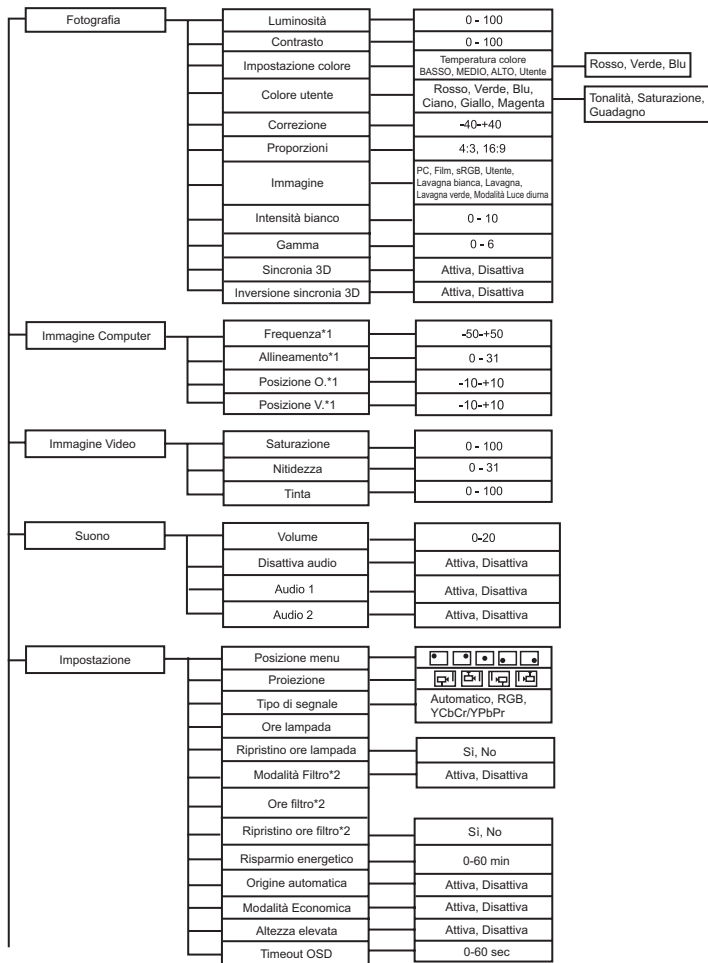 Fotografia
Luminosità
0 - 100
Contrasto
0 - 100
Impostazione colore
Temperatura colore
BASSO, MEDIO, ALTO, Utente
Rosso, Verde, Blu
Colore utente
Rosso, Verde, Blu,
Ciano, Giallo, Magenta
Tonalità, Saturazione,
Guadagno
Correzione
-40-+40
Proporzioni
4:3, 16:9
Immagine
PC, Film, sRGB, Utente,
Lavagna bianca, Lavagna,
Lavagna verde, Modalità Luce diurna
Intensità bianco
0 - 10
Gamma
0 - 6
Sincronia 3D
Attiva, Disattiva
Inversione sincronia 3D
Attiva, Disattiva
Immagine Computer
Frequenza*1
-50-+50
Allineamento*1
0 - 31
Posizione O.*1
-10-+10
Posizione V.*1
-10-+10
Immagine Video
Saturazione
0 - 100
Nitidezza
0 - 31
Tinta
0 - 100
Suono
Volume
0-20
Disattiva audio
Attiva, Disattiva
Audio 1
Attiva, Disattiva
Audio 2
Attiva, Disattiva
Impostazione
Posizione menu
Proiezione
Tipo di segnale
Automatico, RGB,
YCbCr/YPbPr
Ore lampada
Ripristino ore lampada
Sì, No
Modalità Filtro*2
Attiva, Disattiva
Ore filtro*2
Ripristino ore filtro*2
Sì, No
Risparmio energetico
0-60 min
Origine automatica
Attiva, Disattiva
Modalità Economica
Attiva, Disattiva
Altezza elevata
Attiva, Disattiva
Timeout OSD
0-60 sec